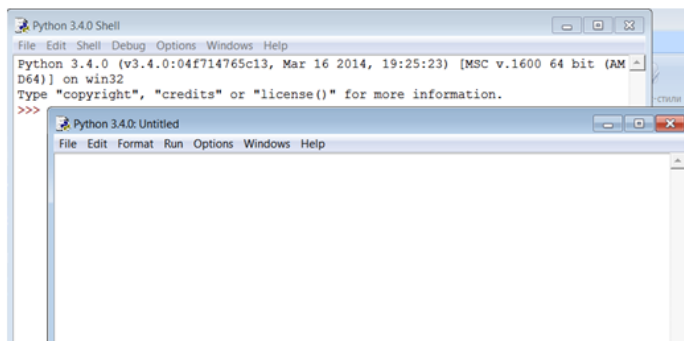 Python 3.4.0 Shell
File Edit Shell Debug Options Windows Help
Python 3.4.0 (v3.4.0:04f714765c13, Mar 16 2014, 19:25:23) [MSC v.1600 64 bit (AM
D64)] on win32
Type "copyright", "credits" or "license()" for more information.
>>>
-стили
Python 3.4.0: Untitled
File Edit Format Run Options Windows Help